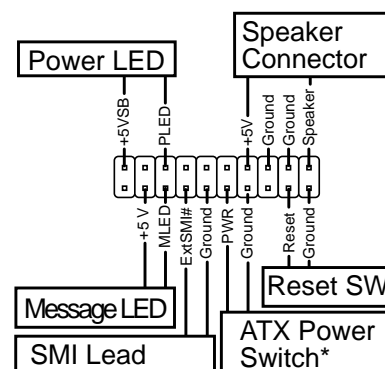 Power LED
Speaker
Connector
+5VSB
PLED
+5V
Ground
Ground
Speaker
+5 V
MLED
ExtSMI#
Ground
PWR
Ground
Reset
Ground
Message LED
Reset SW
SMI Lead
ATX Power
Switch*